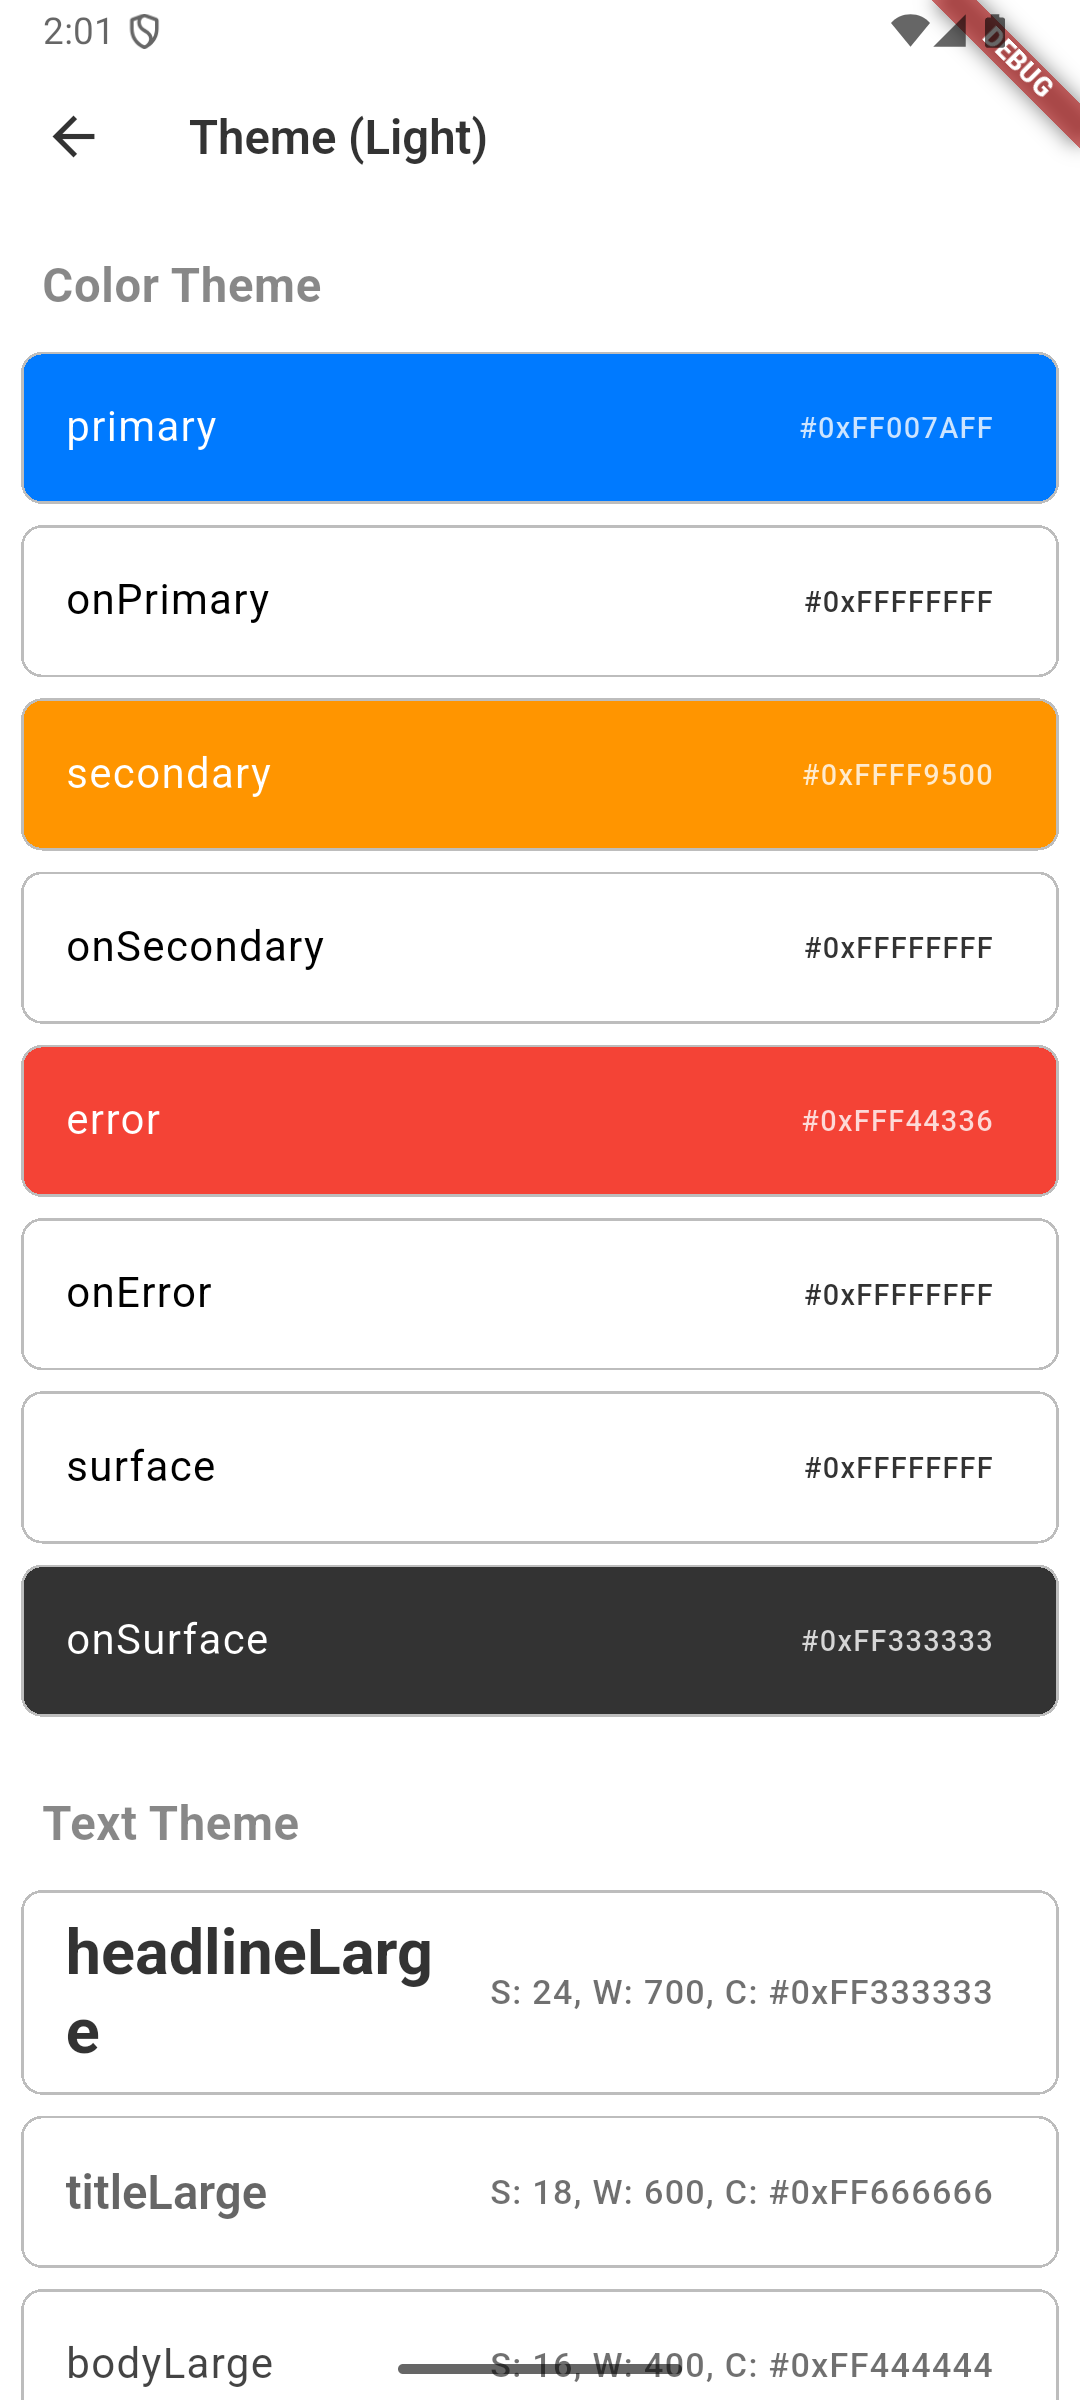 2:01
DEBUG
Theme (Light)
Color Theme
primary #0xFF007AFF
onPrimary #0xFFFFFFFF
secondary #0xFFFF9500
onSecondary #0xFFFFFFFF
error #0xFFF44336
onError #0xFFFFFFFF
surface #0xFFFFFFFF
onSurface #0xFF333333
Text Theme
headlineLarg
e
S: 24, W: 700, C: #0xFF333333
titleLarge S: 18, W: 600, C: #0xFF666666
bodyLarge S: 16, W: 400, C: #0xFF444444